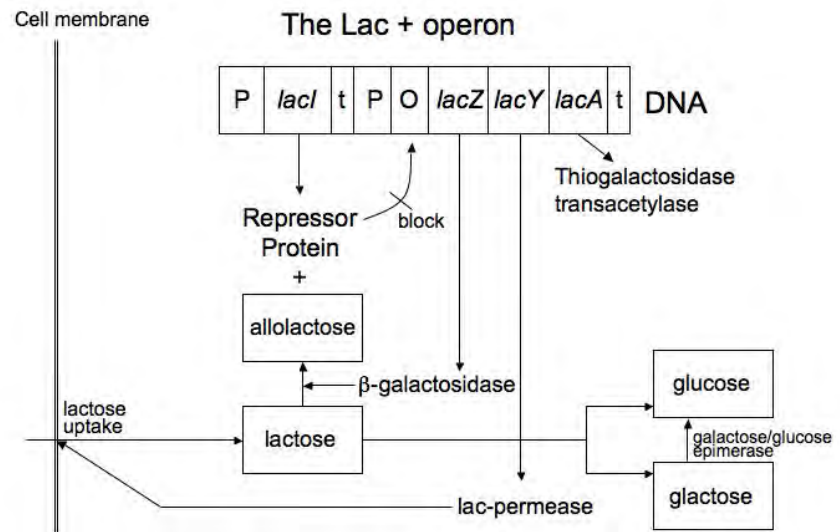 Cell membrane
The Lac + operon
P lacI t P O lacZ lacY lacA t DNA
Thiogalactosidase
transacetylase
block
Repressor
Protein
+
allolactose
β-galactosidase
glucose
lactose
uptake
lactose
galactose/glucose
epimerase
glactose
lac-permease